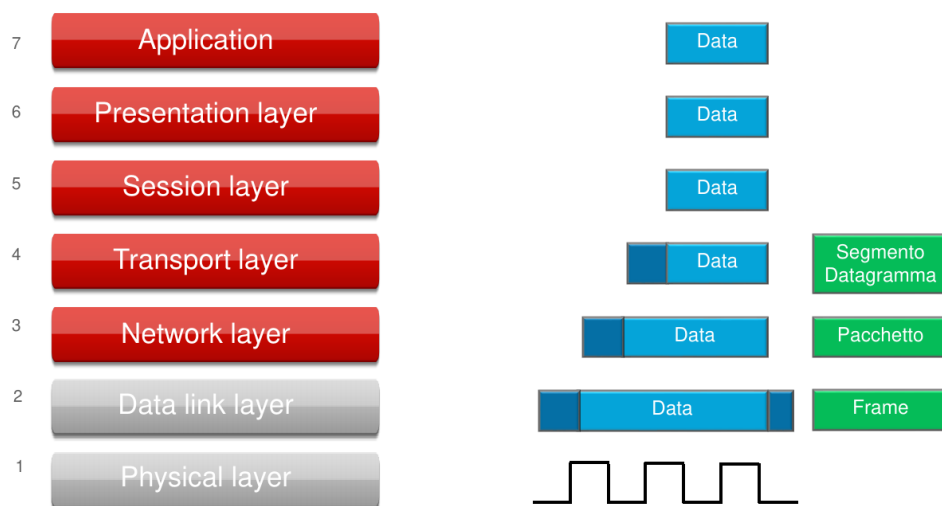 7 Application Data
6 Presentation layer Data
5 Session layer Data
4 Transport layer Data Segmento
Datagramma
3 Network layer Data Pacchetto
2 Data link layer Data Frame
1 Physical layer